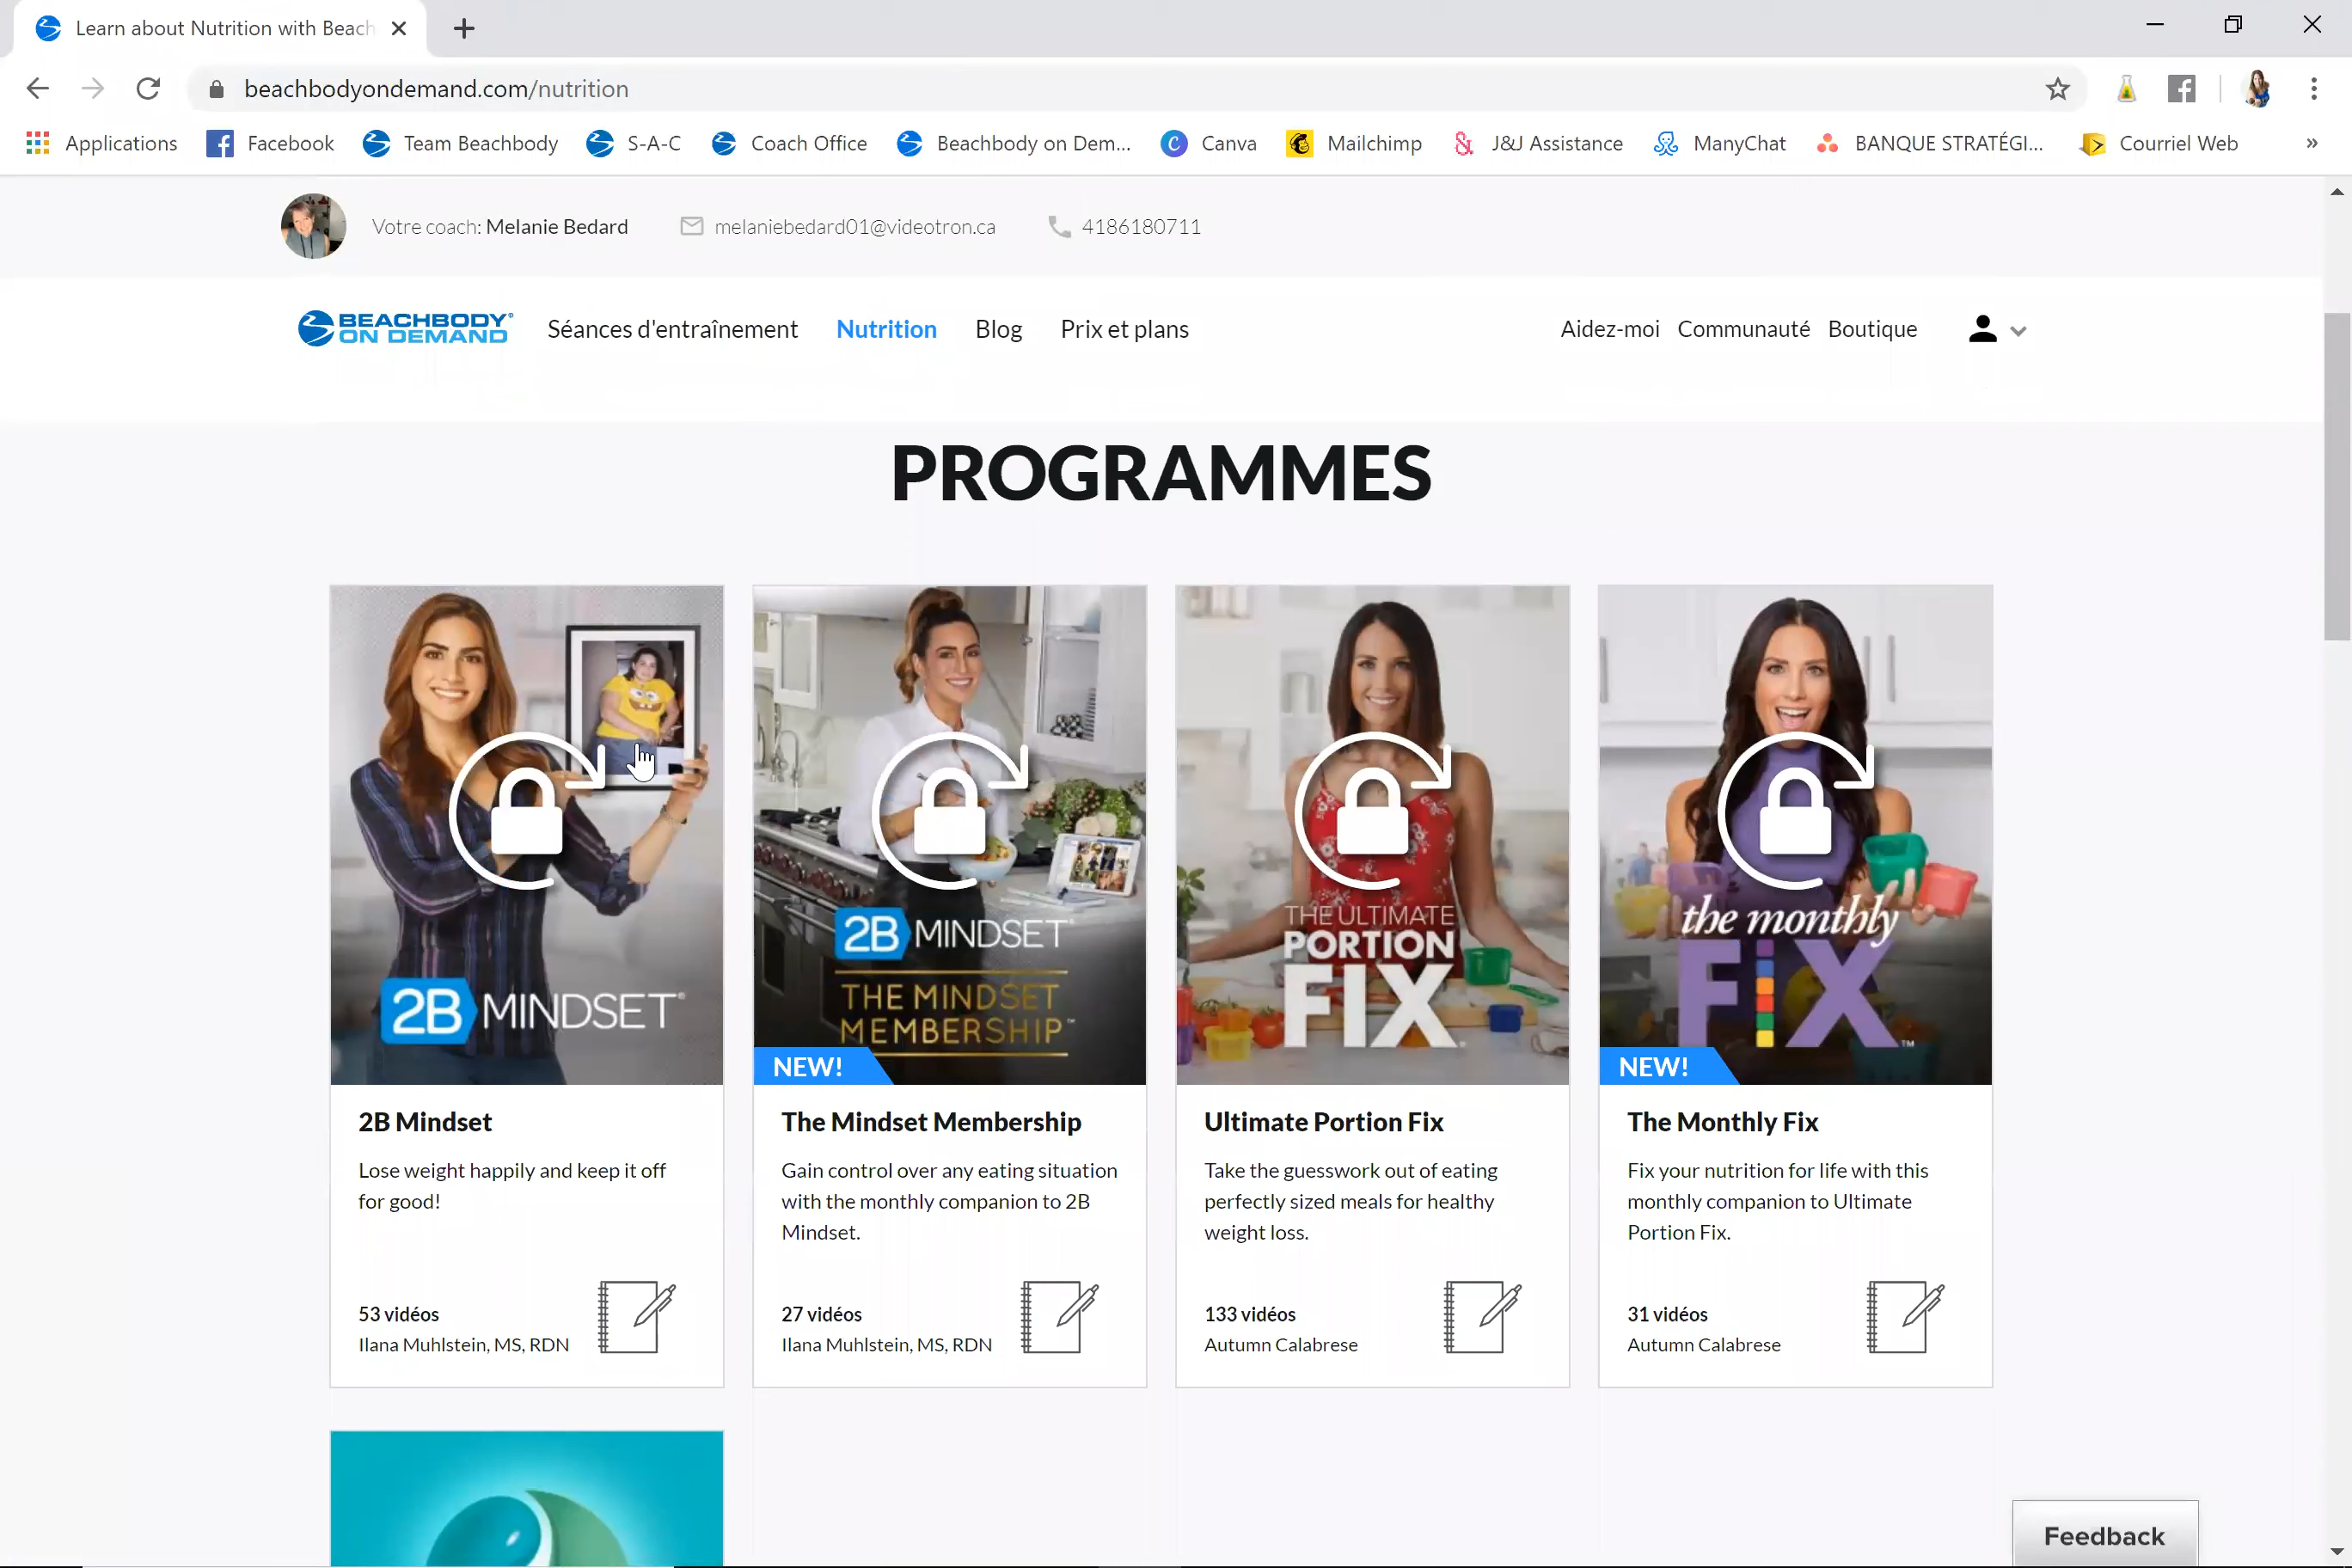 Learn about Nutrition with Beach
beachbodyondemand.com/nutrition
Applications Facebook Team Beachbody S-A-C Coach Office Beachbody on Dem... Canva Mailchimp J&J Assistance ManyChat BANQUE STRATÉGI... Courriel Web »
Votre coach: Melanie Bedard melaniebedard01@videotron.ca 4186180711
BEACHBODY®
ON DEMAND
Séances d'entraînement Nutrition Blog Prix et plans Aidez-moi Communauté Boutique
PROGRAMMES
2B MINDSET®
2B MINDSET®
THE MINDSET
MEMBERSHIP™
NEW!
THE ULTIMATE
PORTION
FIX®
the monthly
FIX™
NEW!
2B Mindset
Lose weight happily and keep it off
for good!
53 vidéos
Ilana Muhlstein, MS, RDN
The Mindset Membership
Gain control over any eating situation
with the monthly companion to 2B
Mindset.
27 vidéos
Ilana Muhlstein, MS, RDN
Ultimate Portion Fix
Take the guesswork out of eating
perfectly sized meals for healthy
weight loss.
133 vidéos
Autumn Calabrese
The Monthly Fix
Fix your nutrition for life with this
monthly companion to Ultimate
Portion Fix.
31 vidéos
Autumn Calabrese
Feedback